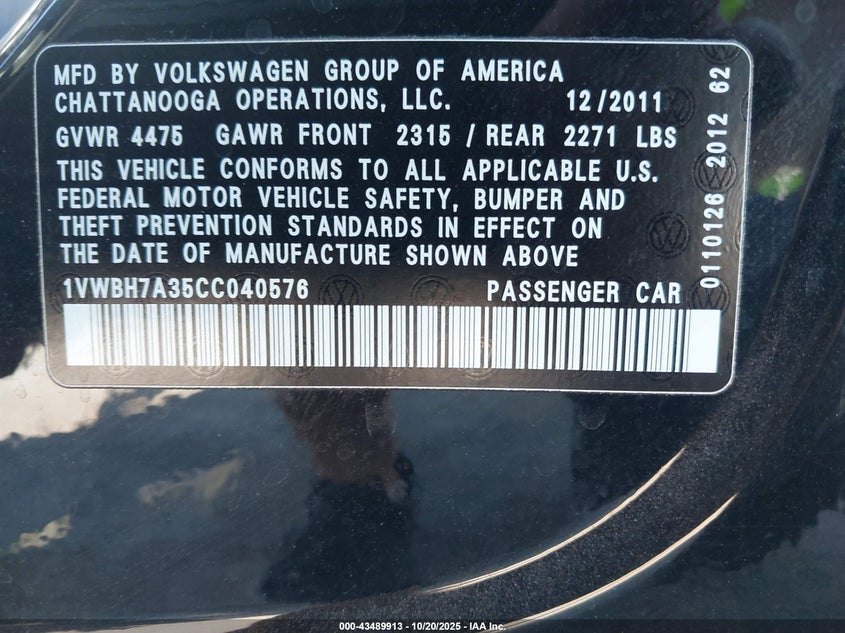 MFD BY VOLKSWAGEN GROUP OF AMERICA
CHATTANOOGA OPERATIONS, LLC. 12/2011
GVWR 4475 GAWR FRONT 2315 / REAR 2271 LBS
THIS VEHICLE CONFORMS TO ALL APPLICABLE U.S.
FEDERAL MOTOR VEHICLE SAFETY, BUMPER AND
THEFT PREVENTION STANDARDS IN EFFECT ON
THE DATE OF MANUFACTURE SHOWN ABOVE
1VWBH7A35CC040576 PASSENGER CAR
0110126 2012 62
000-43489913 - 10/20/2025 - IAA Inc.